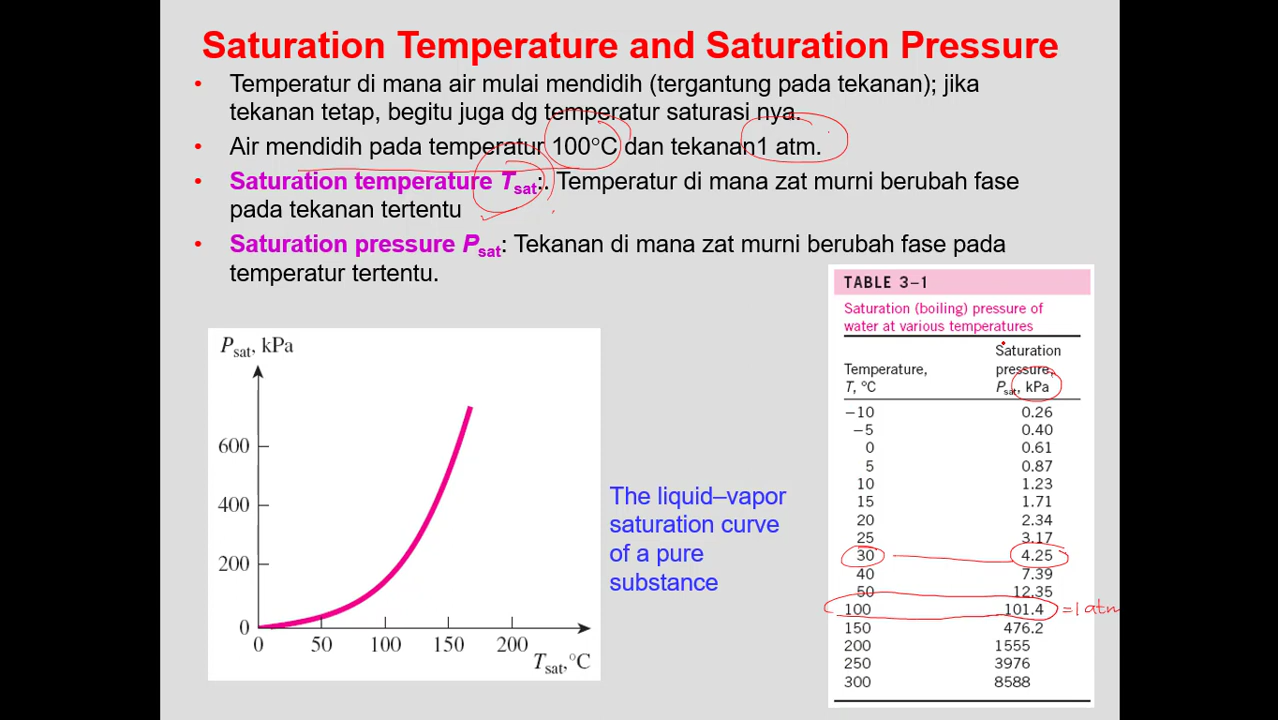 Saturation Temperature and Saturation Pressure
• Temperatur di mana air mulai mendidih (tergantung pada tekanan); jika
tekanan tetap, begitu juga dg temperatur saturasi nya.
• Air mendidih pada temperatur 100°C dan tekanan1 atm.
• Saturation temperature Tsat:. Temperatur di mana zat murni berubah fase
pada tekanan tertentu
• Saturation pressure Psat: Tekanan di mana zat murni berubah fase pada
temperatur tertentu.
Psat, kPa
600
400
200
0
0 50 100 150 200
Tsat, °C
The liquid–vapor
saturation curve
of a pure
substance
TABLE 3–1
Saturation (boiling) pressure of
water at various temperatures
Saturation
Temperature, pressure,
T, °C Psat, kPa
−10 0.26
−5 0.40
0 0.61
5 0.87
10 1.23
15 1.71
20 2.34
25 3.17
30 4.25
40 7.39
50 12.35
100 101.4 = 1 atm
150 476.2
200 1555
250 3976
300 8588